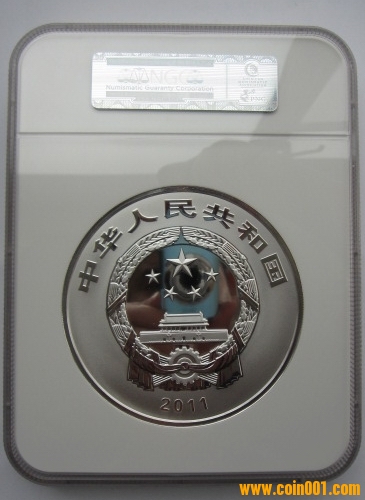 NGC
Numismatic Guaranty Corporation
中华人民共和国
2011
www.coin001.com